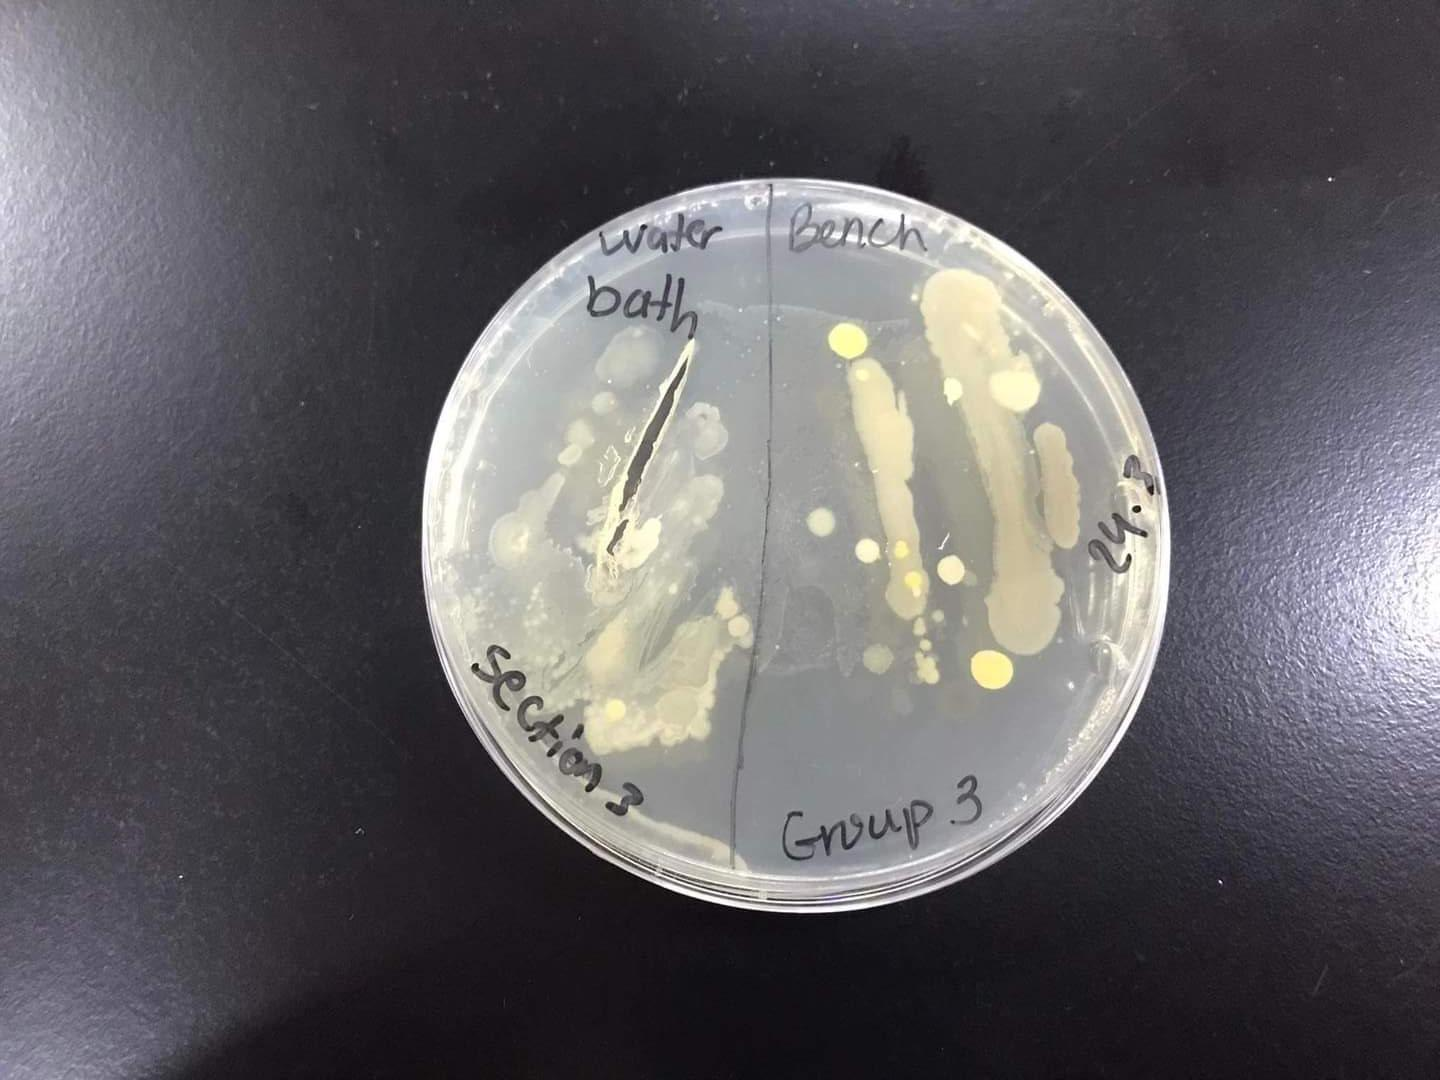 water
bath
Bench
24.3
section 3
Group 3